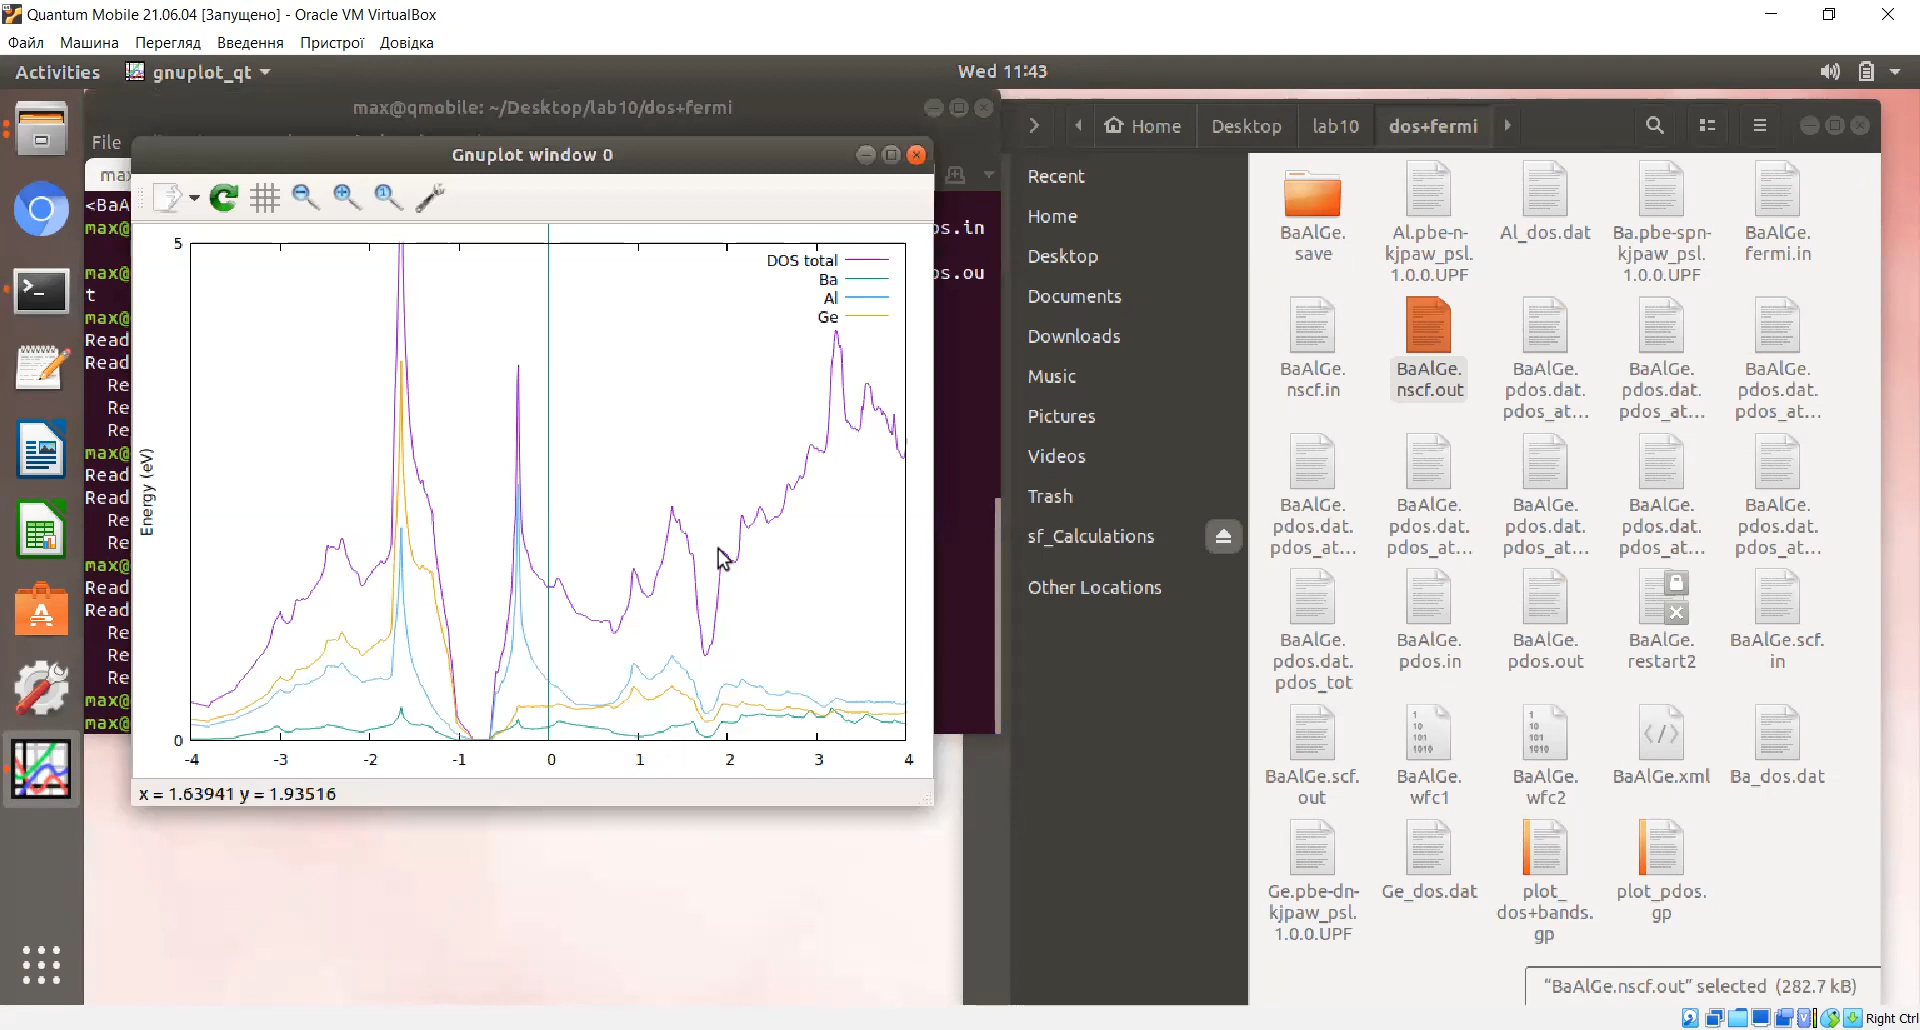 Quantum Mobile 21.06.04 [Запущено] - Oracle VM VirtualBox
Файл Машина Перегляд Введення Пристрої Довідка
Activities gnuplot_qt Wed 11:43
max@qmobile: ~/Desktop/lab10/dos+fermi
File
Gnuplot window 0
max
<BaA
max@ os.in
max@ os.ou
t
max@
Read
Read
Re
Re
Re
max@
Read
Read
Re
Re
max@
Read
Read
Re
Re
Re
max@
max@
5
DOS total
Ba
Al
Ge
Energy (eV)
0
-4 -3 -2 -1 0 1 2 3 4
x = 1.63941 y = 1.93516
Home Desktop lab10 dos+fermi
Recent
Home
Desktop
Documents
Downloads
Music
Pictures
Videos
Trash
sf_Calculations
Other Locations
BaAlGe.
save
Al.pbe-n-
kjpaw_psl.
1.0.0.UPF
Al_dos.dat
Ba.pbe-spn-
kjpaw_psl.
1.0.0.UPF
BaAlGe.
fermi.in
BaAlGe.
nscf.in
BaAlGe.
nscf.out
BaAlGe.
pdos.dat.
pdos_at...
BaAlGe.
pdos.dat.
pdos_at...
BaAlGe.
pdos.dat.
pdos_at...
BaAlGe.
pdos.dat.
pdos_at...
BaAlGe.
pdos.dat.
pdos_at...
BaAlGe.
pdos.dat.
pdos_at...
BaAlGe.
pdos.dat.
pdos_at...
BaAlGe.
pdos.dat.
pdos_at...
BaAlGe.
pdos.dat.
pdos_tot
BaAlGe.
pdos.in
BaAlGe.
pdos.out
BaAlGe.
restart2
BaAlGe.scf.
in
BaAlGe.scf.
out
BaAlGe.
wfc1
BaAlGe.
wfc2
BaAlGe.xml
Ba_dos.dat
Ge.pbe-dn-
kjpaw_psl.
1.0.0.UPF
Ge_dos.dat
plot_
dos+bands.
gp
plot_pdos.
gp
“BaAlGe.nscf.out” selected (282.7 kB)
Right Ctrl